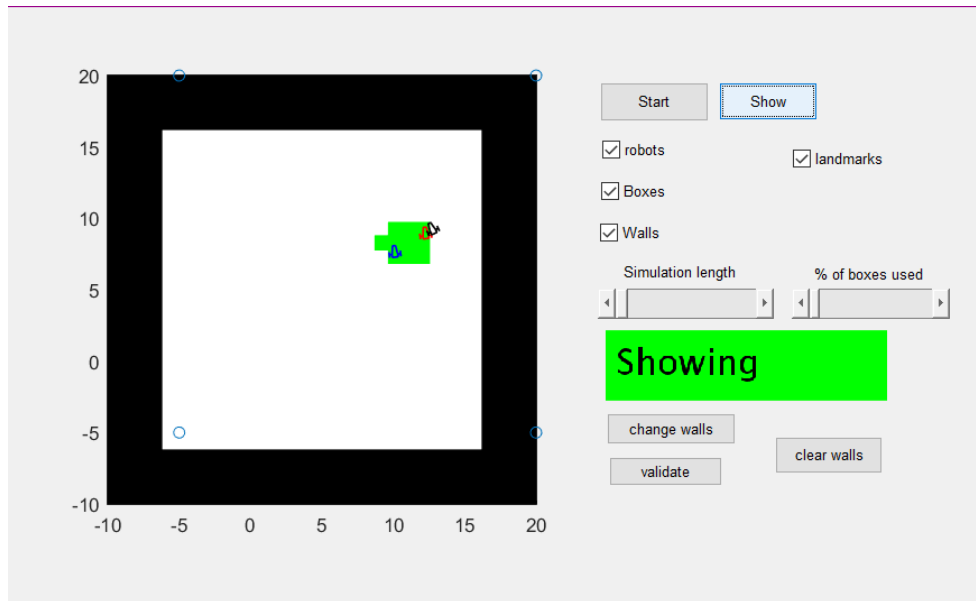 20
15
10
5
0
-5
-10
-10 -5 0 5 10 15 20
Start Show
robots
landmarks
Boxes
Walls
Simulation length
% of boxes used
Showing
change walls
clear walls
validate